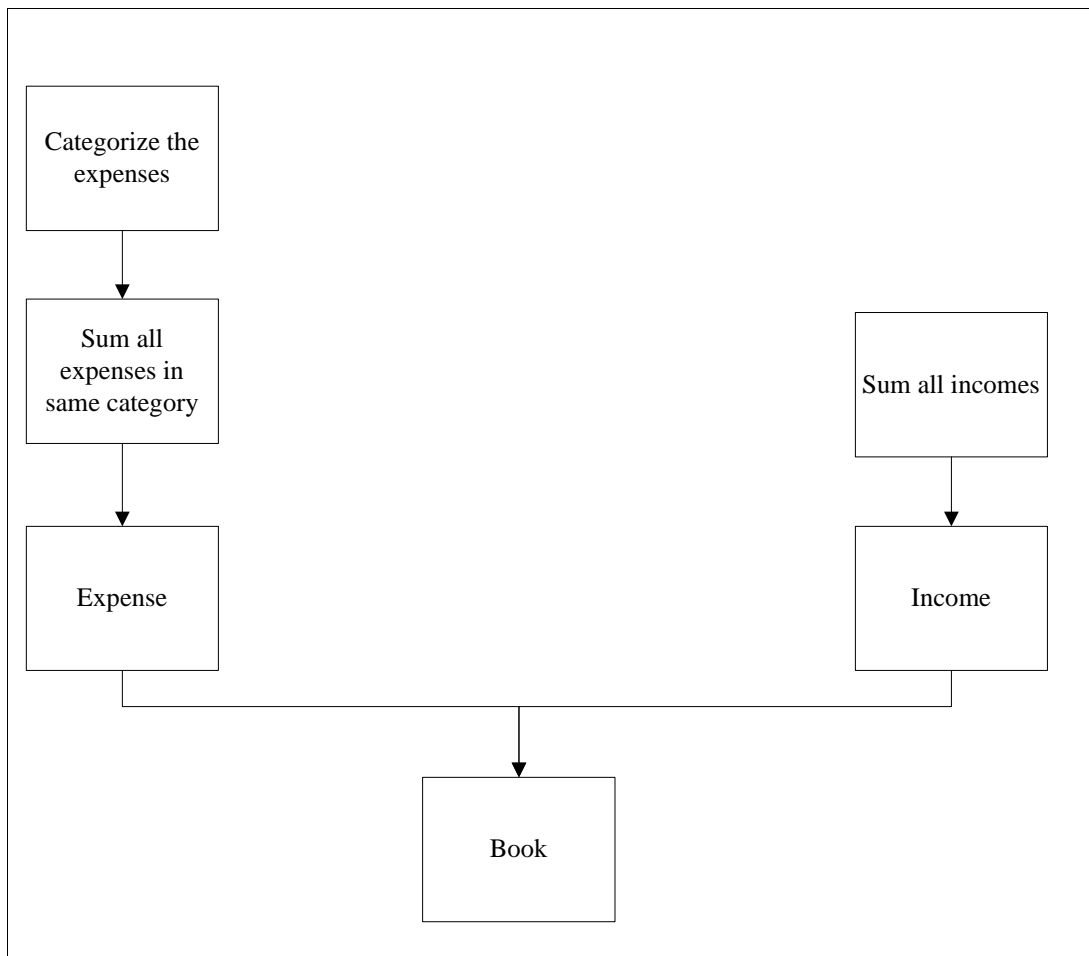 Categorize the
expenses
Sum all
expenses in
same category
Sum all incomes
Expense
Income
Book